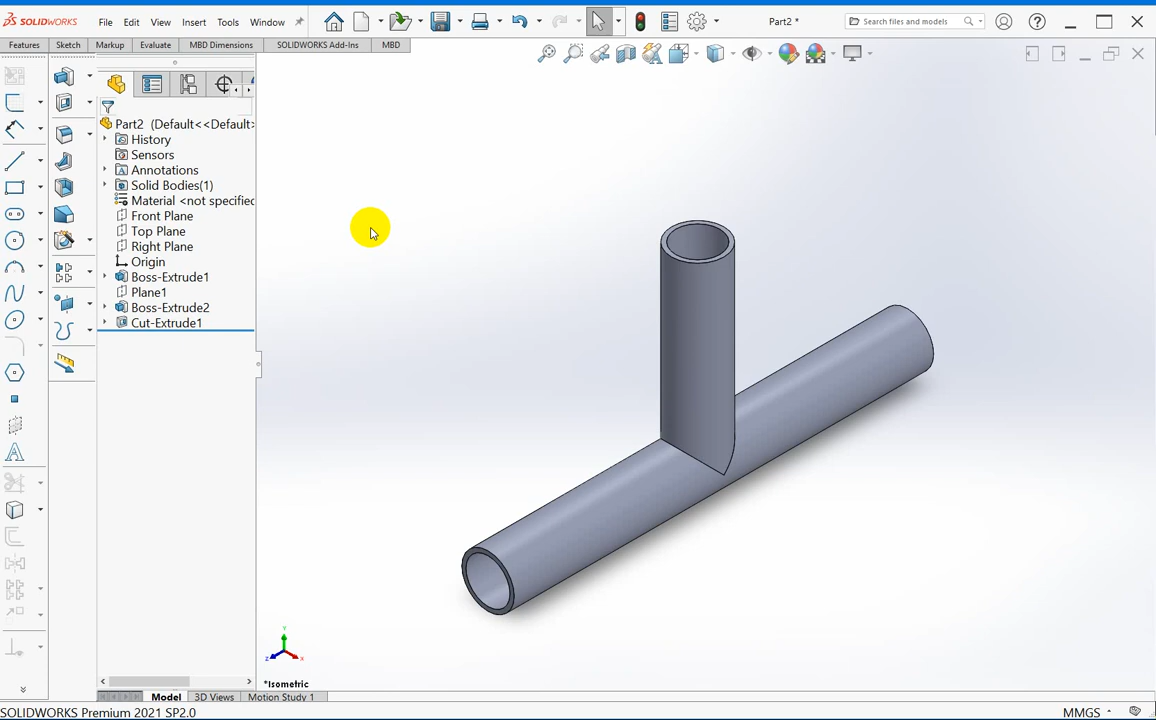 SOLIDWORKS File Edit View Insert Tools Window Part2 * Search files and models
Features Sketch Markup Evaluate MBD Dimensions SOLIDWORKS Add-Ins MBD
Part2 (Default<<Default>
History
Sensors
Annotations
Solid Bodies(1)
Material <not specified
Front Plane
Top Plane
Right Plane
Origin
Boss-Extrude1
Plane1
Boss-Extrude2
Cut-Extrude1
Y
Z X
*Isometric
Model 3D Views Motion Study 1
SOLIDWORKS Premium 2021 SP2.0 MMGS